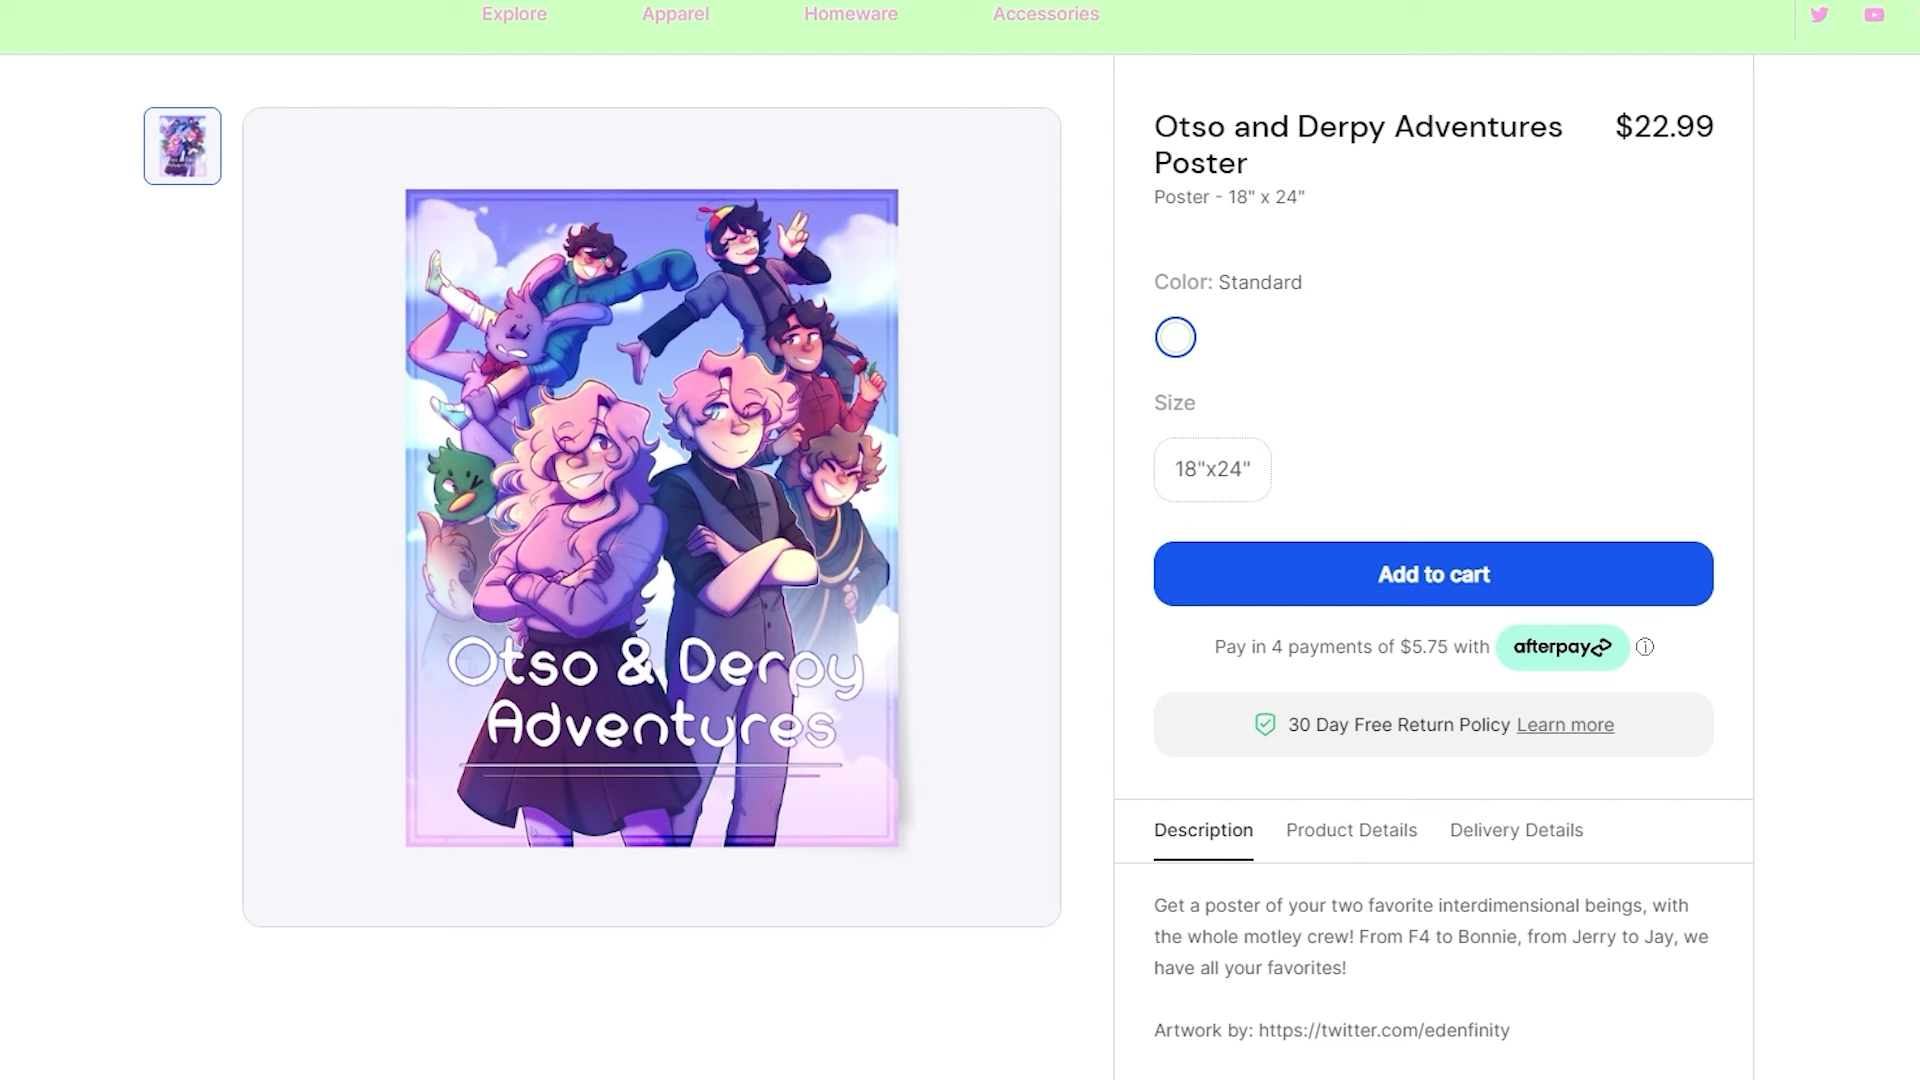 Explore Apparel Homeware Accessories
Otso & Derpy
Adventures
Otso and Derpy Adventures $22.99
Poster
Poster - 18" x 24"
Color: Standard
Size
18"x24"
Add to cart
Pay in 4 payments of $5.75 with afterpay
30 Day Free Return Policy Learn more
Description Product Details Delivery Details
Get a poster of your two favorite interdimensional beings, with
the whole motley crew! From F4 to Bonnie, from Jerry to Jay, we
have all your favorites!
Artwork by: https://twitter.com/edenfinity